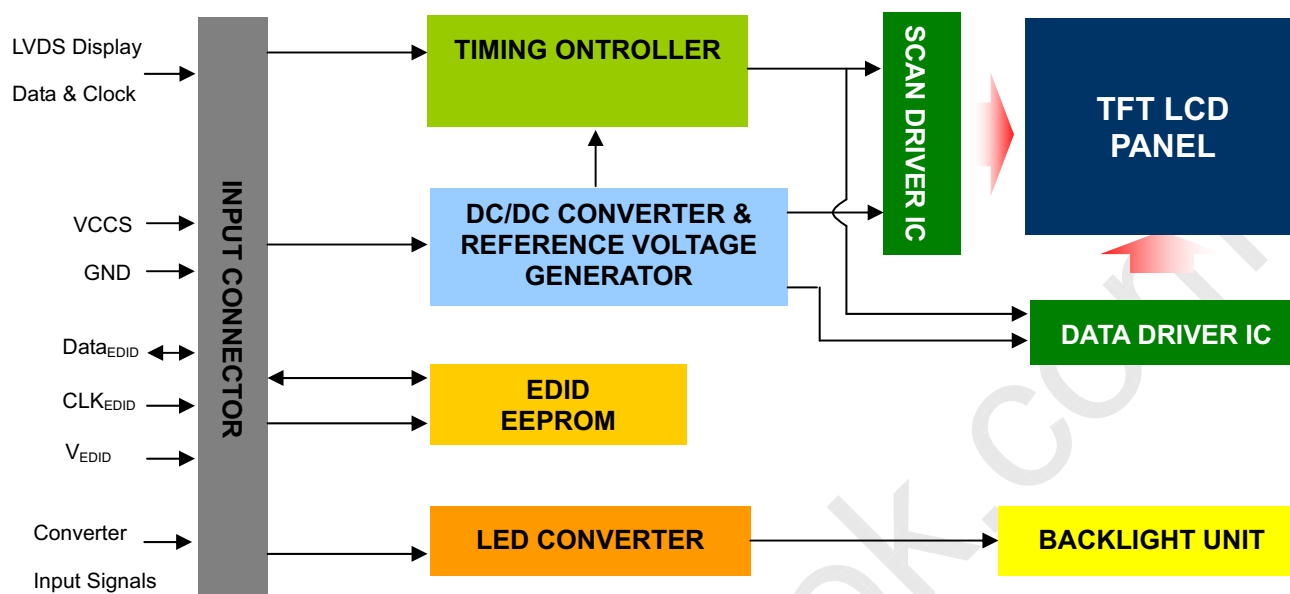 LVDS Display
Data & Clock
VCCS
GND
DataEDID
CLKEDID
VEDID
Converter
Input Signals
INPUT CONNECTOR
TIMING ONTROLLER
DC/DC CONVERTER &
REFERENCE VOLTAGE
GENERATOR
EDID
EEPROM
LED CONVERTER
SCAN DRIVER IC
TFT LCD
PANEL
DATA DRIVER IC
BACKLIGHT UNIT